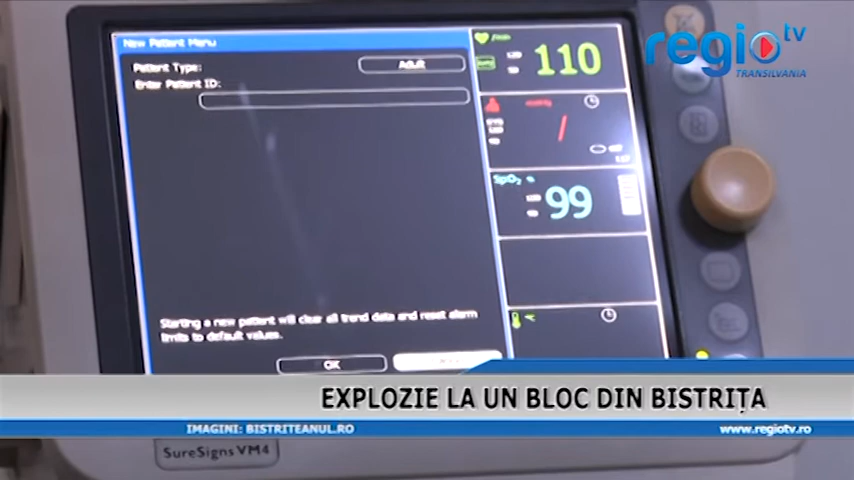 New Patient Menu
Patient Type:
Adult
Enter Patient ID:
110
/
SpO₂ %
99
Starting a new patient will clear all trend data and reset alarm
limits to default values.
OK
regio tv
TRANSILVANIA
EXPLOZIE LA UN BLOC DIN BISTRIȚA
IMAGINI: BISTRITEANUL.RO
www.regiotv.ro
SureSigns VM4